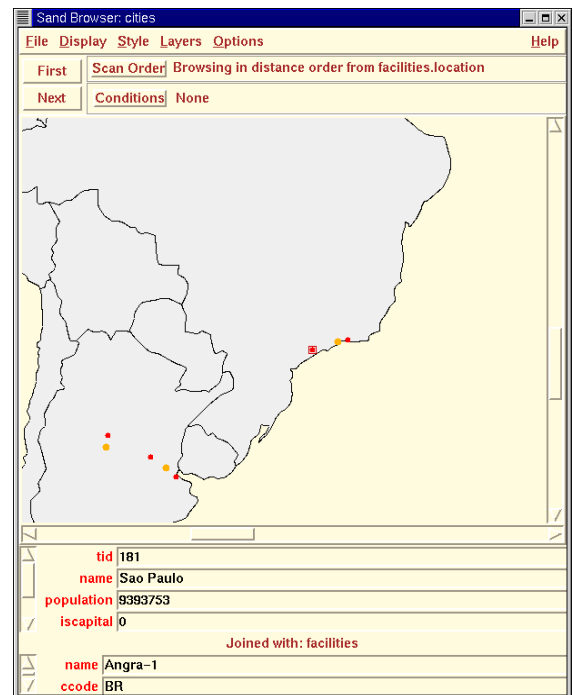 Sand Browser: cities
File Display Style Layers Options Help
First Scan Order Browsing in distance order from facilities.location
Next Conditions None
tid 181
name Sao Paulo
population 9393753
iscapital 0
Joined with: facilities
name Angra-1
ccode BR